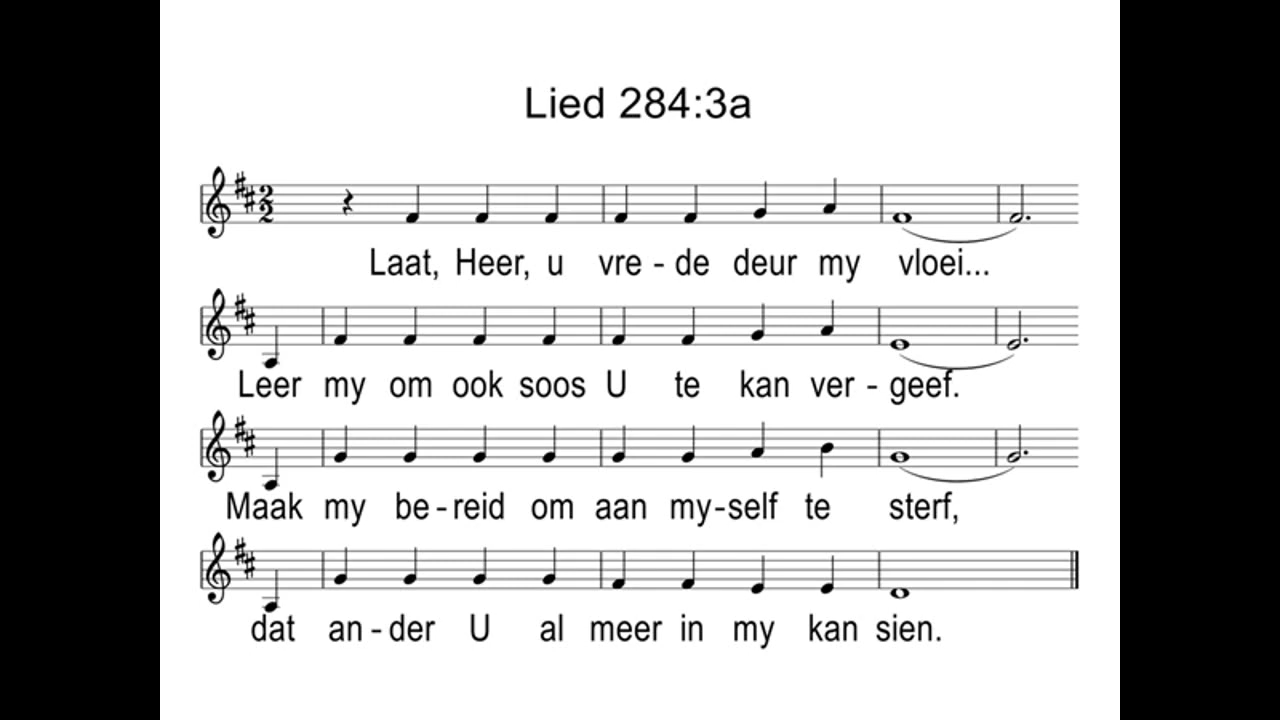 Lied 284:3a
2
2
Laat, Heer, u vre - de deur my vloei...
Leer my om ook soos U te kan ver - geef.
Maak my be - reid om aan my - self te sterf,
dat an - der U al meer in my kan sien.